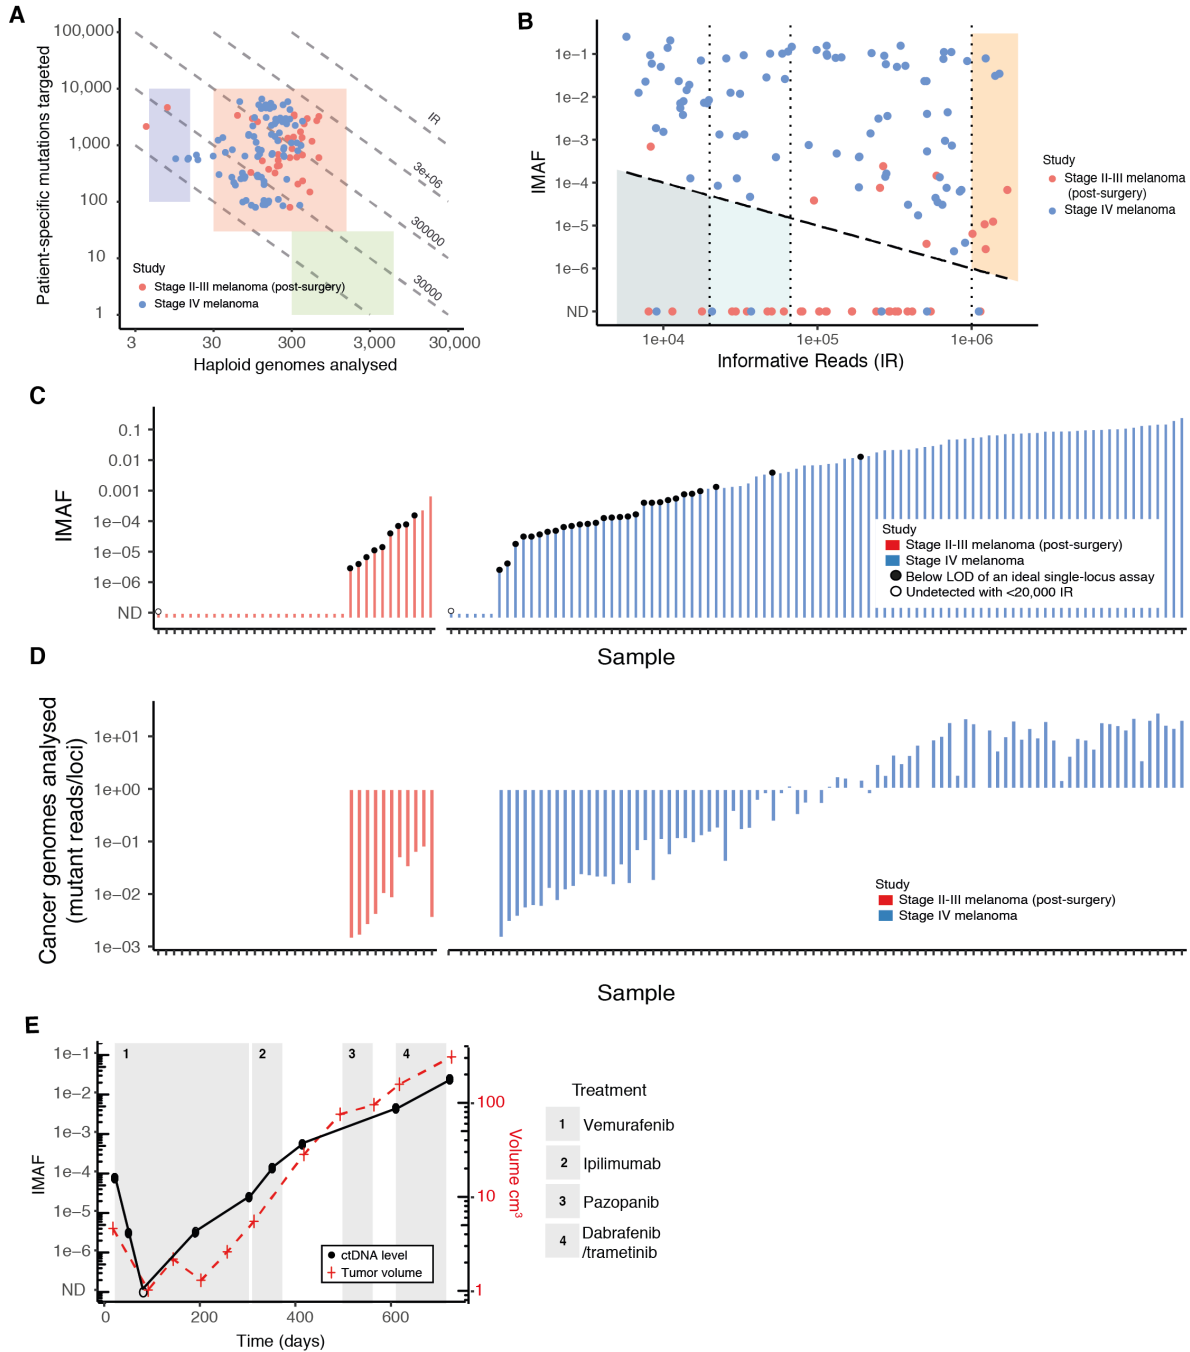 A
Patient-specific mutations targeted
100,000
10,000
1,000
100
10
1
IR
3e+06
300000
30000
Study
Stage II-III melanoma (post-surgery)
Stage IV melanoma
3
30
300
3,000
30,000
Haploid genomes analysed
B
IMAF
1e−1
1e−2
1e−3
1e−4
1e−5
1e−6
ND
1e+04
1e+05
1e+06
Informative Reads (IR)
Study
Stage II-III melanoma
(post-surgery)
Stage IV melanoma
C
IMAF
0.1
0.01
0.001
1e−04
1e−05
1e−06
ND
Study
Stage II-III melanoma (post-surgery)
Stage IV melanoma
Below LOD of an ideal single-locus assay
Undetected with <20,000 IR
Sample
D
Cancer genomes analysed
(mutant reads/loci)
1e+01
1e+00
1e−01
1e−02
1e−03
Study
Stage II-III melanoma (post-surgery)
Stage IV melanoma
Sample
E
IMAF
1e−1
1e−2
1e−3
1e−4
1e−5
1e−6
ND
1
2
3
4
ctDNA level
Tumor volume
100
10
1
Volume cm³
0
200
400
600
Time (days)
Treatment
1 Vemurafenib
2 Ipilimumab
3 Pazopanib
4 Dabrafenib
/trametinib